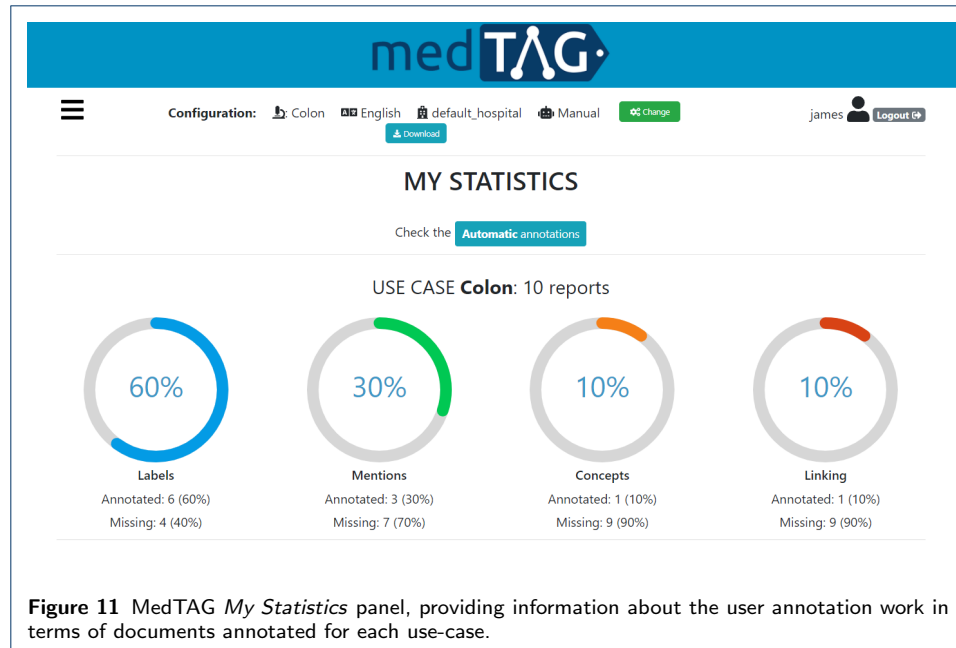 med TAG
Configuration: : Colon English default_hospital Manual Change
Download
james Logout
MY STATISTICS
Check the Automatic annotations
USE CASE Colon: 10 reports
60% 30% 10% 10%
Labels Mentions Concepts Linking
Annotated: 6 (60%) Annotated: 3 (30%) Annotated: 1 (10%) Annotated: 1 (10%)
Missing: 4 (40%) Missing: 7 (70%) Missing: 9 (90%) Missing: 9 (90%)
Figure 11 MedTAG My Statistics panel, providing information about the user annotation work in
terms of documents annotated for each use-case.